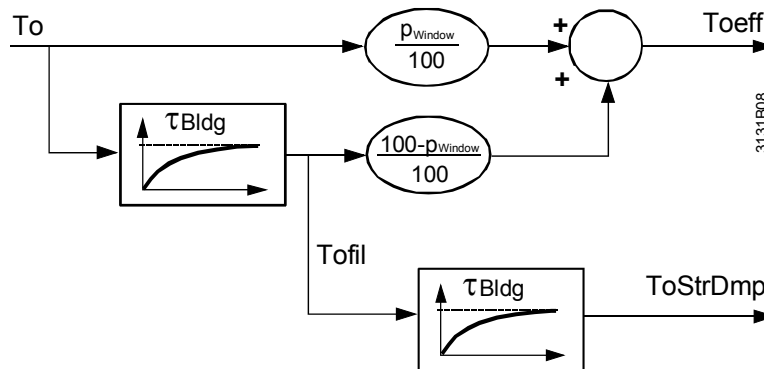 To
pWindow
100
+
+
Toeff
τBldg
100-pWindow
100
Tofil
τBldg
ToStrDmp
3131B08